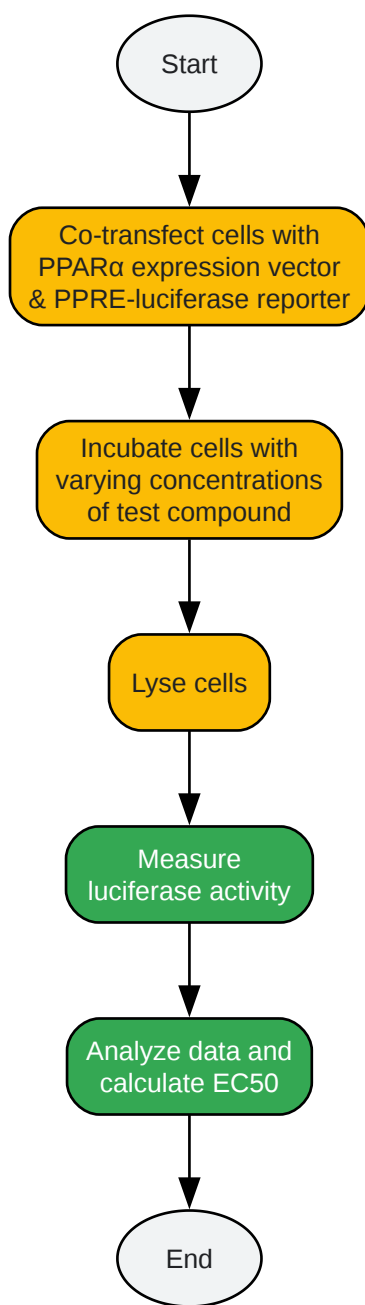 Start
Co-transfect cells with
PPARα expression vector
& PPRE-luciferase reporter
Incubate cells with
varying concentrations
of test compound
Lyse cells
Measure
luciferase activity
Analyze data and
calculate EC50
End